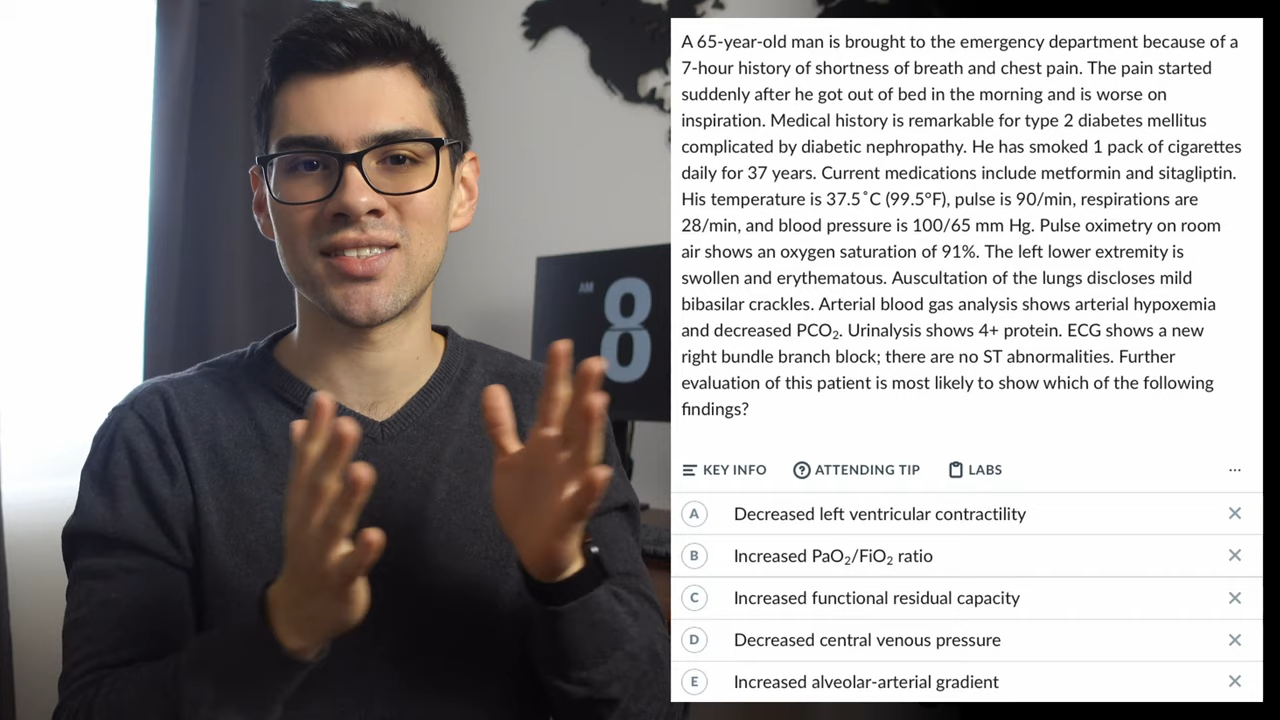 AM
8
A 65-year-old man is brought to the emergency department because of a
7-hour history of shortness of breath and chest pain. The pain started
suddenly after he got out of bed in the morning and is worse on
inspiration. Medical history is remarkable for type 2 diabetes mellitus
complicated by diabetic nephropathy. He has smoked 1 pack of cigarettes
daily for 37 years. Current medications include metformin and sitagliptin.
His temperature is 37.5˚C (99.5°F), pulse is 90/min, respirations are
28/min, and blood pressure is 100/65 mm Hg. Pulse oximetry on room
air shows an oxygen saturation of 91%. The left lower extremity is
swollen and erythematous. Auscultation of the lungs discloses mild
bibasilar crackles. Arterial blood gas analysis shows arterial hypoxemia
and decreased PCO₂. Urinalysis shows 4+ protein. ECG shows a new
right bundle branch block; there are no ST abnormalities. Further
evaluation of this patient is most likely to show which of the following
findings?
KEY INFO ATTENDING TIP LABS ...
A Decreased left ventricular contractility
B Increased PaO₂/FiO₂ ratio
C Increased functional residual capacity
D Decreased central venous pressure
E Increased alveolar-arterial gradient